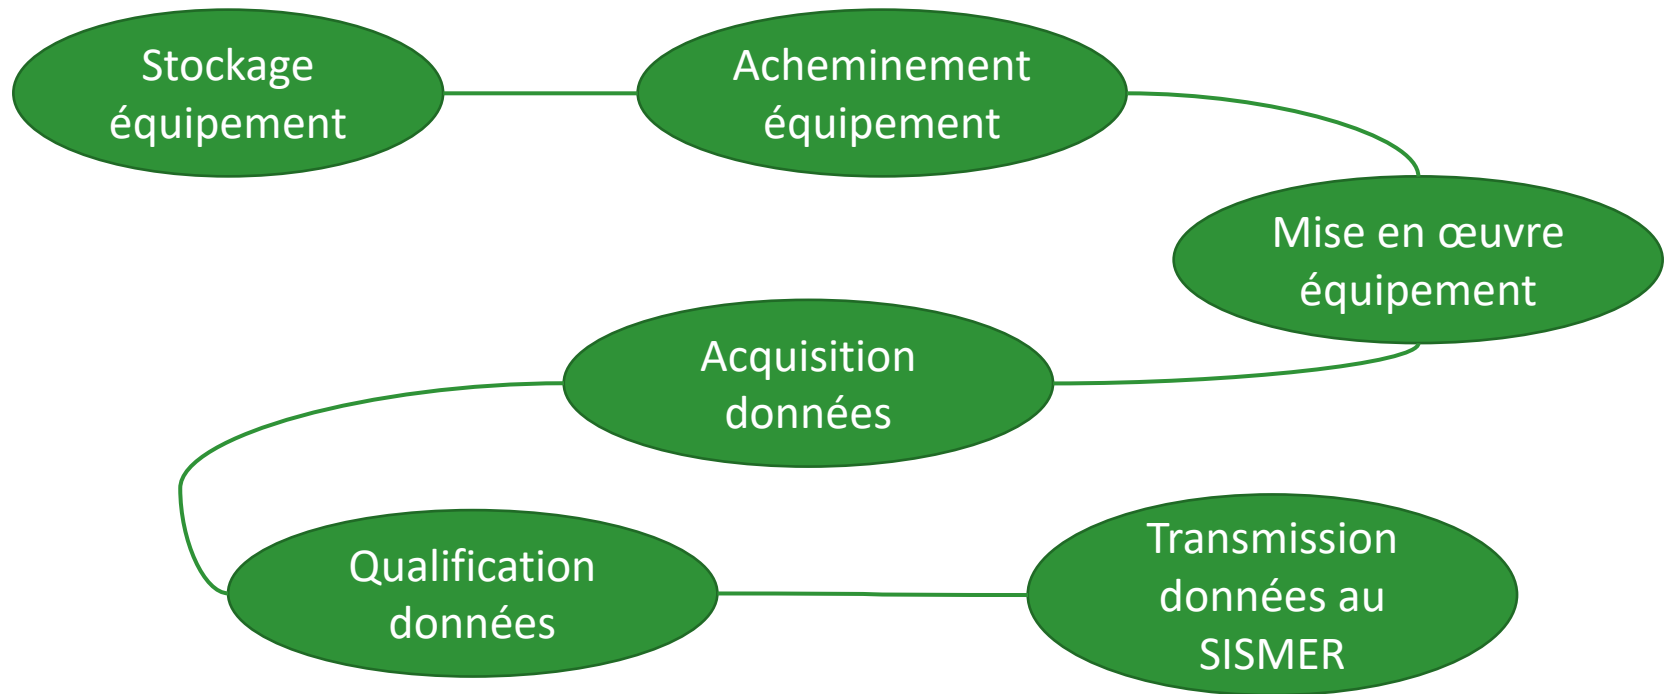 Stockage
équipement
Acheminement
équipement
Mise en œuvre
équipement
Acquisition
données
Qualification
données
Transmission
données au
SISMER